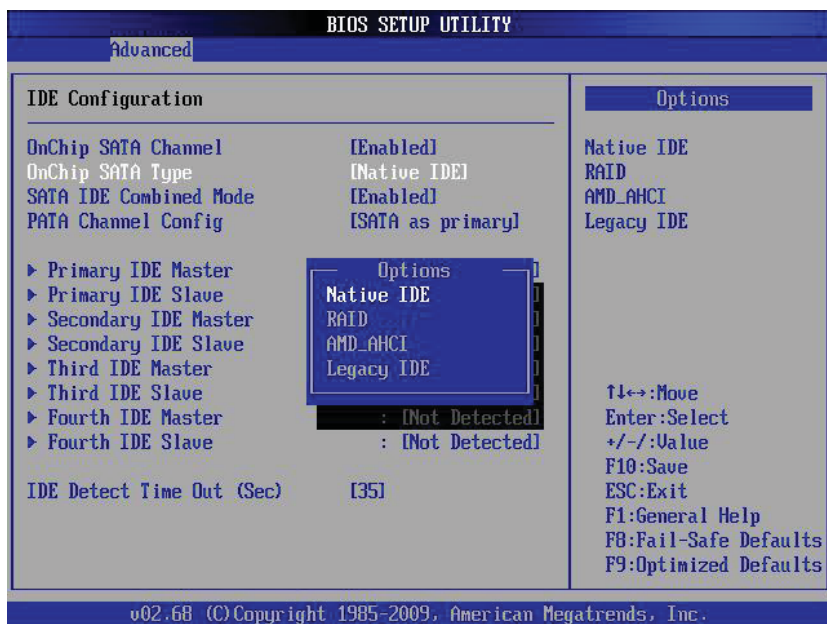 BIOS SETUP UTILITY
Advanced
IDE Configuration
OnChip SATA Channel [Enabled]
OnChip SATA Type [Native IDE]
SATA IDE Combined Mode [Enabled]
PATA Channel Config [SATA as primary]
Primary IDE Master ]
Primary IDE Slave ]
Secondary IDE Master ]
Secondary IDE Slave ]
Third IDE Master ]
Third IDE Slave ]
Fourth IDE Master : [Not Detected]
Fourth IDE Slave : [Not Detected]
IDE Detect Time Out (Sec) [35]
Options
Native IDE
RAID
AMD_AHCI
Legacy IDE
Options
Native IDE
RAID
AMD_AHCI
Legacy IDE
↑↓←→:Move
Enter:Select
+/-/:Value
F10:Save
ESC:Exit
F1:General Help
F8:Fail-Safe Defaults
F9:Optimized Defaults
v02.68 (C)Copyright 1985-2009, American Megatrends, Inc.